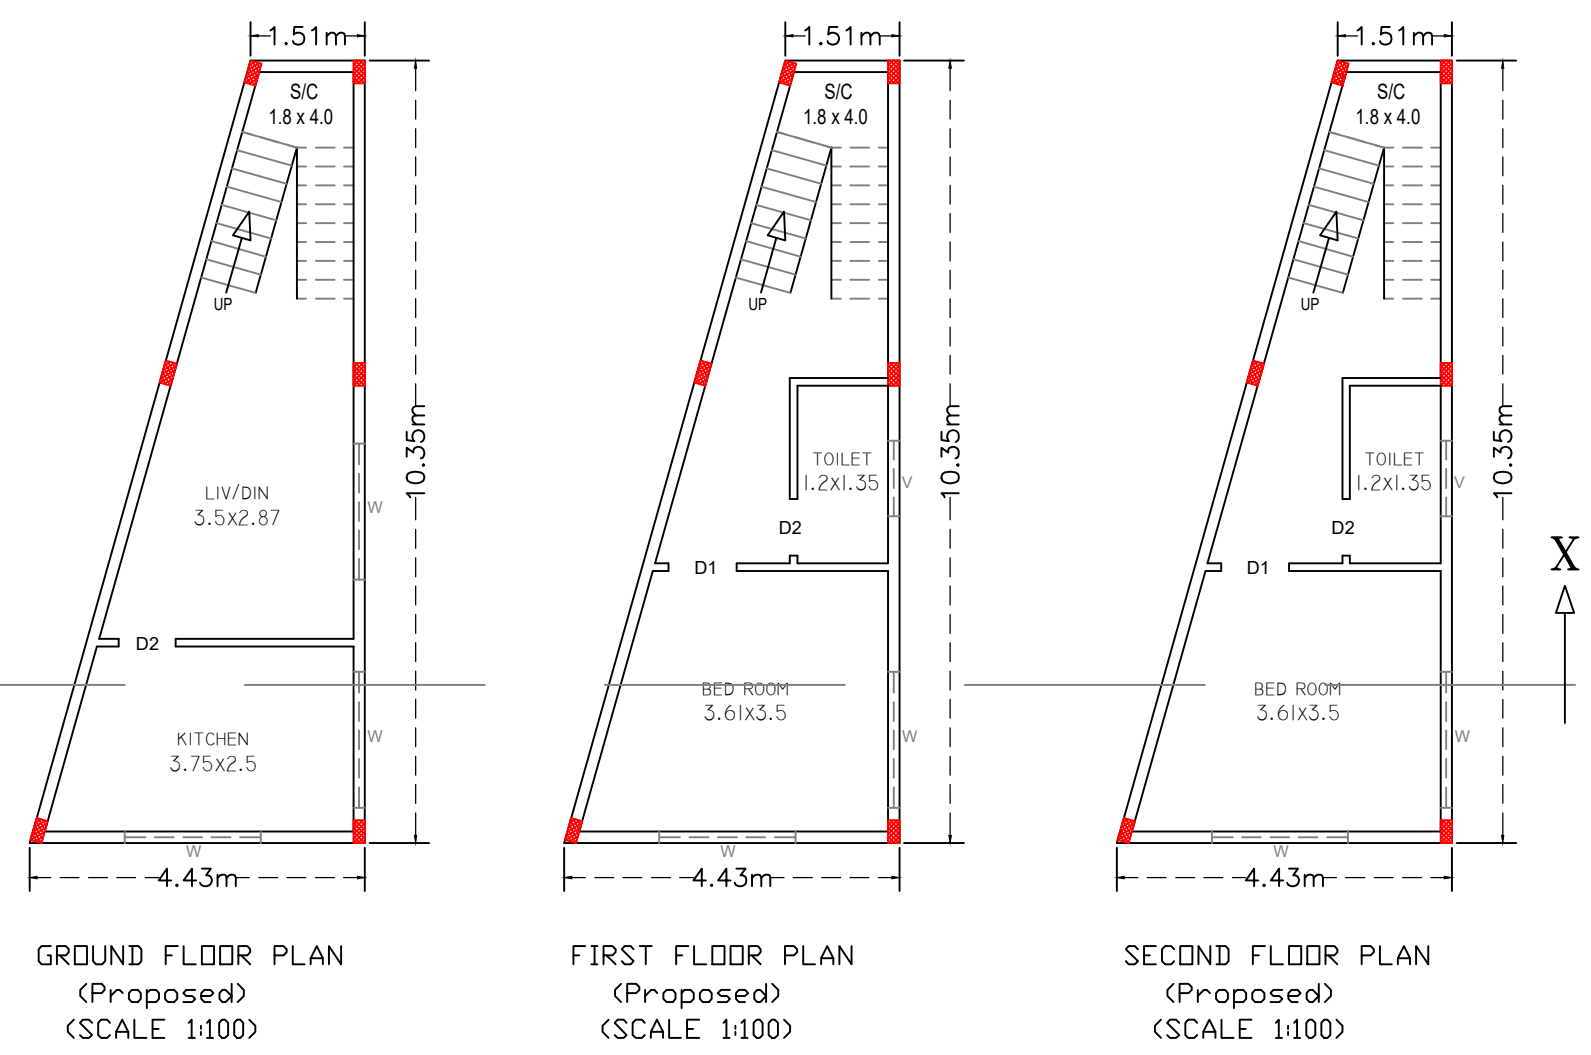 1.51m
S/C
1.8 x 4.0
UP
10.35m
LIV/DIN
3.5x2.87
W
D2
KITCHEN
3.75x2.5
W
W
4.43m
GROUND FLOOR PLAN
(Proposed)
(SCALE 1:100)
1.51m
S/C
1.8 x 4.0
UP
10.35m
TOILET
1.2x1.35
V
D2
D1
BED ROOM
3.61x3.5
W
W
4.43m
FIRST FLOOR PLAN
(Proposed)
(SCALE 1:100)
1.51m
S/C
1.8 x 4.0
UP
10.35m
TOILET
1.2x1.35
V
D2
D1
BED ROOM
3.61x3.5
W
W
4.43m
SECOND FLOOR PLAN
(Proposed)
(SCALE 1:100)
X